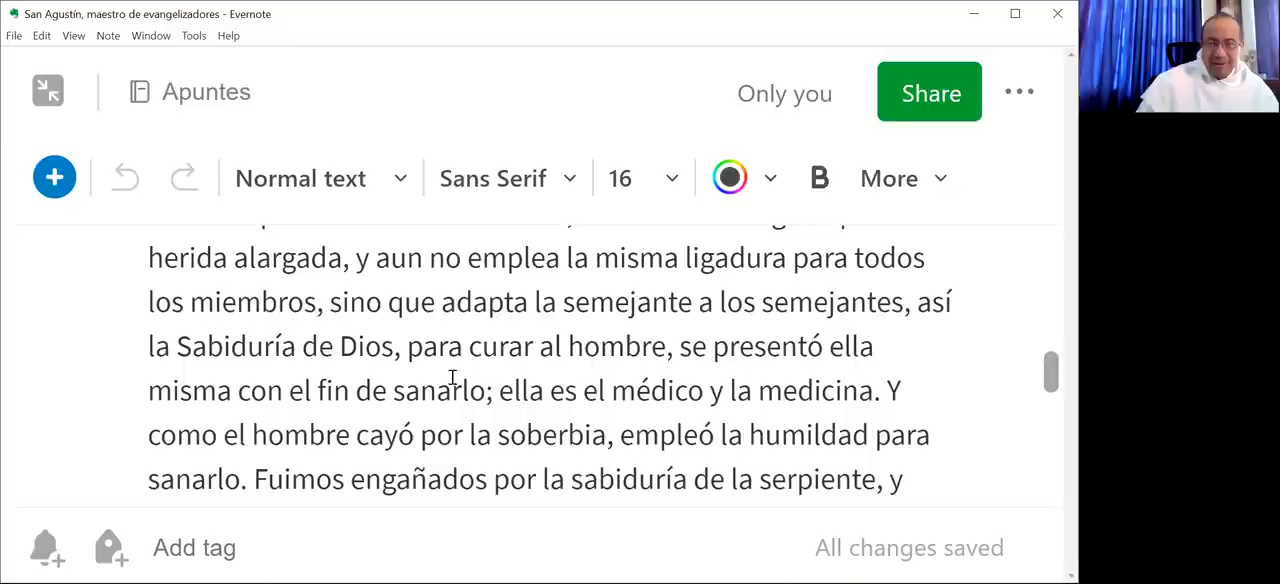 San Agustín, maestro de evangelizadores - Evernote
File Edit View Note Window Tools Help
Apuntes
Only you
Share
Normal text
Sans Serif
16
B
More
herida alargada, y aun no emplea la misma ligadura para todos
los miembros, sino que adapta la semejante a los semejantes, así
la Sabiduría de Dios, para curar al hombre, se presentó ella
misma con el fin de sanarlo; ella es el médico y la medicina. Y
como el hombre cayó por la soberbia, empleó la humildad para
sanarlo. Fuimos engañados por la sabiduría de la serpiente, y
Add tag
All changes saved